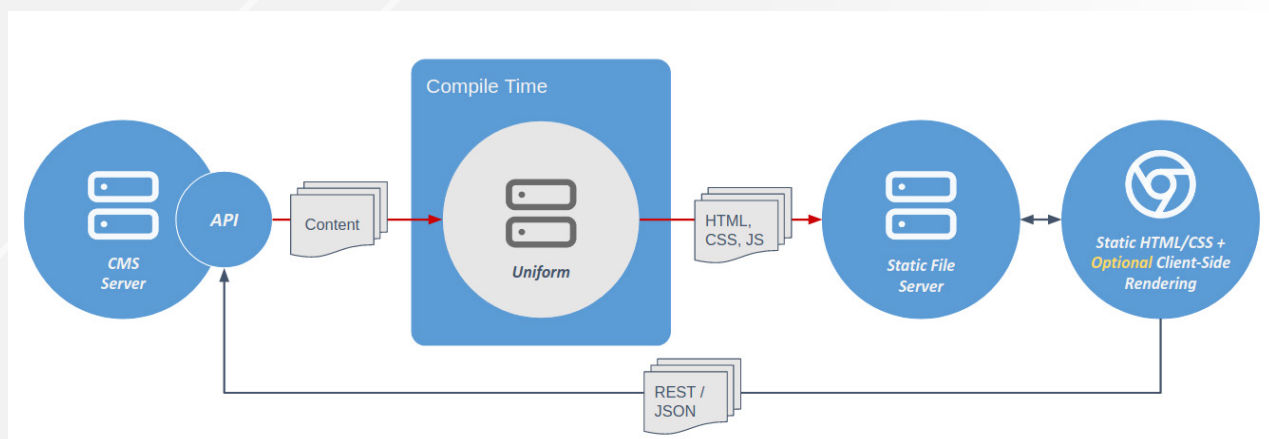 Compile Time
API
CMS
Server
Content
Uniform
HTML,
CSS, JS
Static File
Server
Static HTML/CSS +
Optional Client-Side
Rendering
REST /
JSON